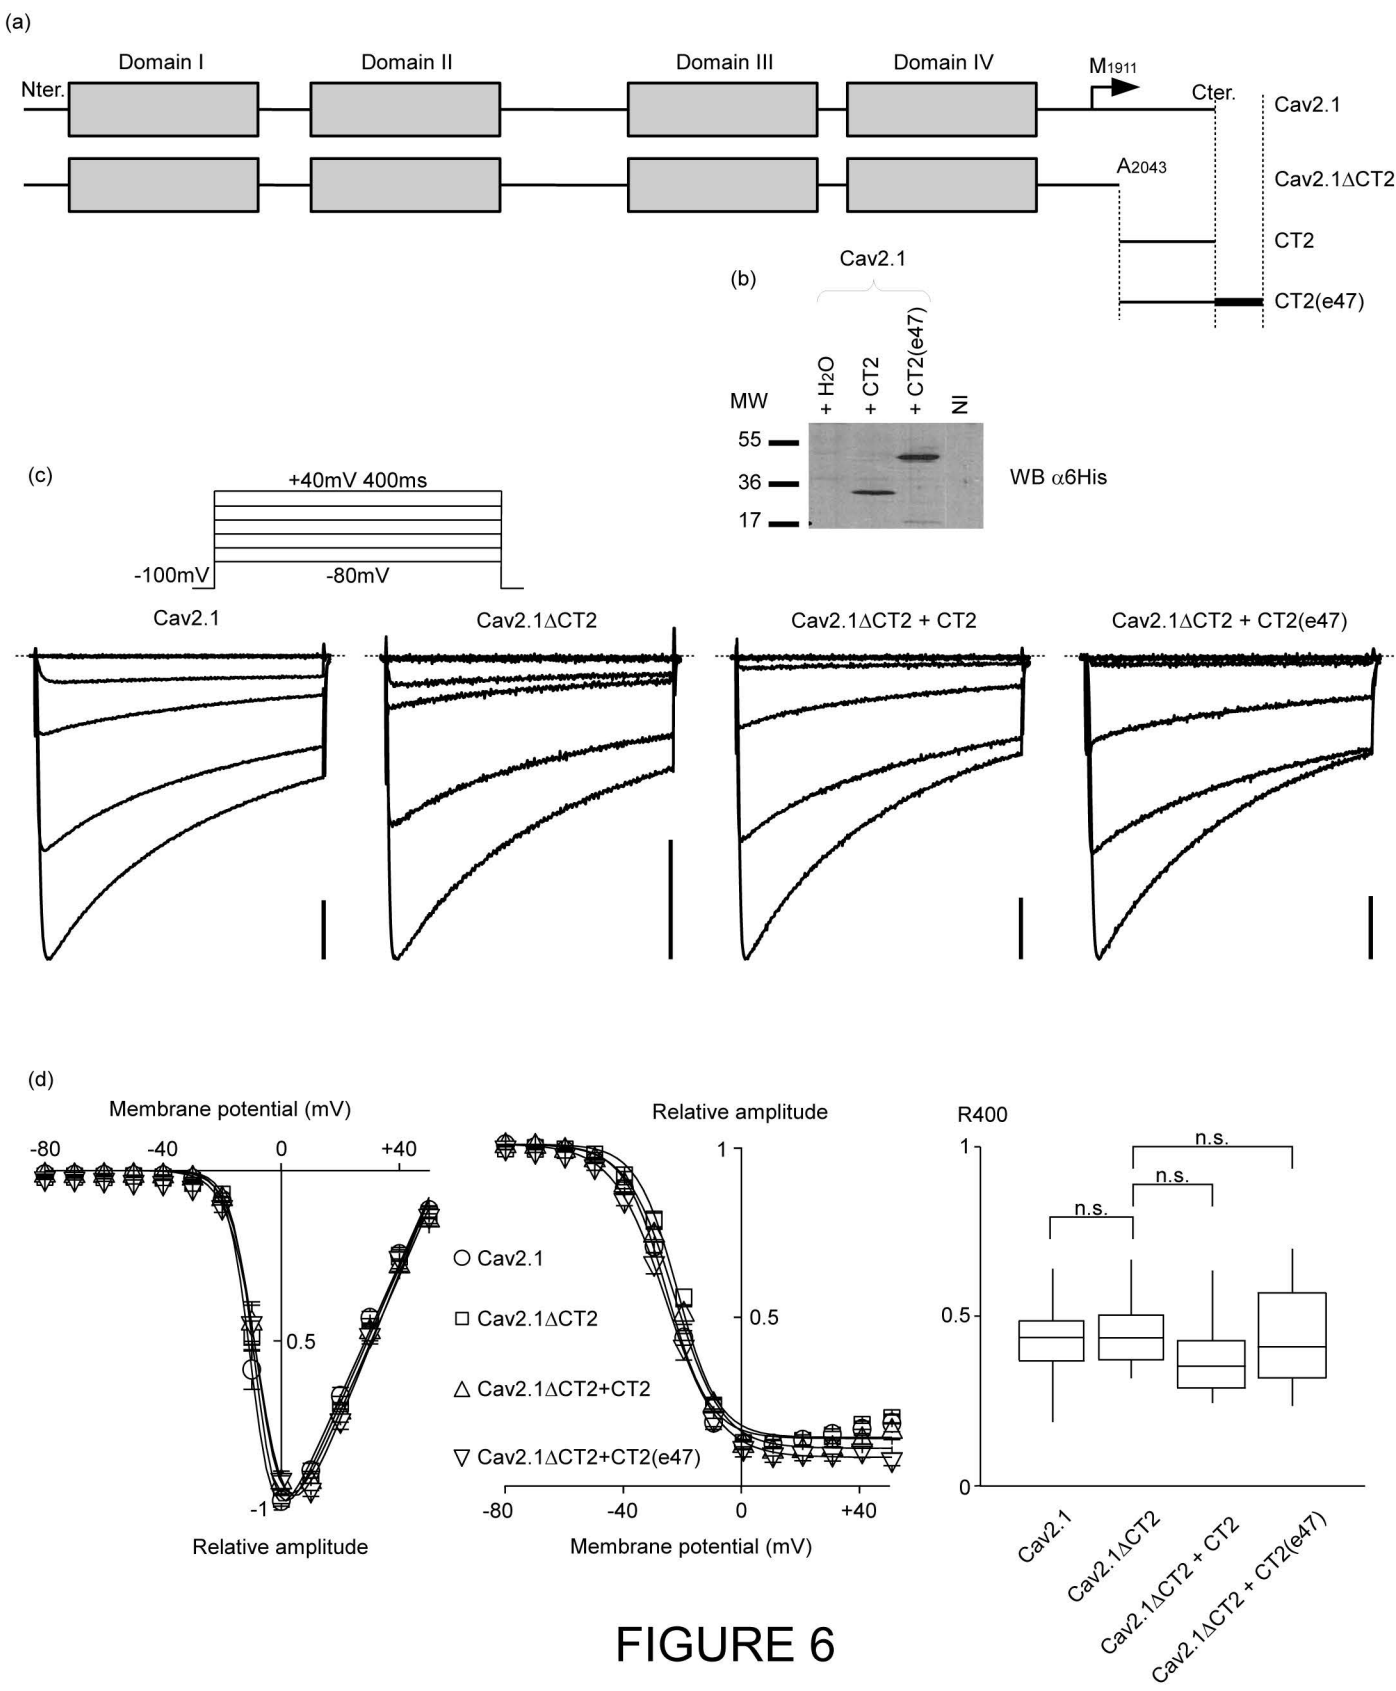 (a)
Domain I
Domain II
Domain III
Domain IV
M1911
Nter.
Cter.
Cav2.1
A2043
Cav2.1ΔCT2
CT2
CT2(e47)
(b)
Cav2.1
+ H2O
+ CT2
+ CT2(e47)
NI
MW
55
36
17
WB α6His
(c)
+40mV 400ms
-100mV
-80mV
Cav2.1
Cav2.1ΔCT2
Cav2.1ΔCT2 + CT2
Cav2.1ΔCT2 + CT2(e47)
(d)
Membrane potential (mV)
-80
-40
0
+40
0.5
-1
Relative amplitude
Cav2.1
Cav2.1ΔCT2
Cav2.1ΔCT2+CT2
Cav2.1ΔCT2+CT2(e47)
Relative amplitude
1
0.5
-80
-40
0
+40
Membrane potential (mV)
R400
1
0.5
0
n.s.
n.s.
n.s.
Cav2.1
Cav2.1ΔCT2
Cav2.1ΔCT2 + CT2
Cav2.1ΔCT2 + CT2(e47)
FIGURE 6